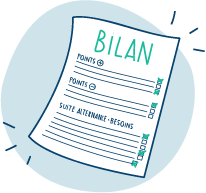 BILAN
POINTS +
POINTS -
SUITE ALTERNANCE - BESOINS